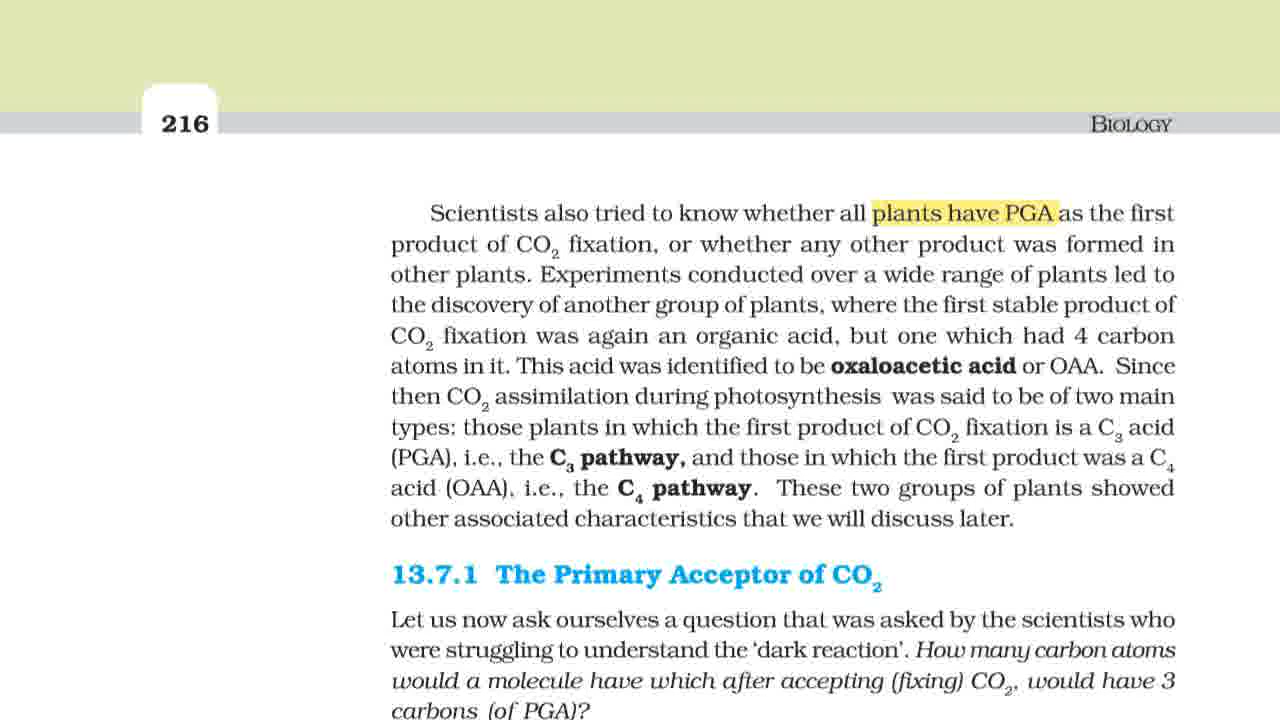 216
BIOLOGY
Scientists also tried to know whether all plants have PGA as the first
product of CO₂ fixation, or whether any other product was formed in
other plants. Experiments conducted over a wide range of plants led to
the discovery of another group of plants, where the first stable product of
CO₂ fixation was again an organic acid, but one which had 4 carbon
atoms in it. This acid was identified to be oxaloacetic acid or OAA. Since
then CO₂ assimilation during photosynthesis was said to be of two main
types: those plants in which the first product of CO₂ fixation is a C₃ acid
(PGA), i.e., the C₃ pathway, and those in which the first product was a C₄
acid (OAA), i.e., the C₄ pathway. These two groups of plants showed
other associated characteristics that we will discuss later.
13.7.1 The Primary Acceptor of CO₂
Let us now ask ourselves a question that was asked by the scientists who
were struggling to understand the ‘dark reaction’. How many carbon atoms
would a molecule have which after accepting (fixing) CO₂, would have 3
carbons (of PGA)?